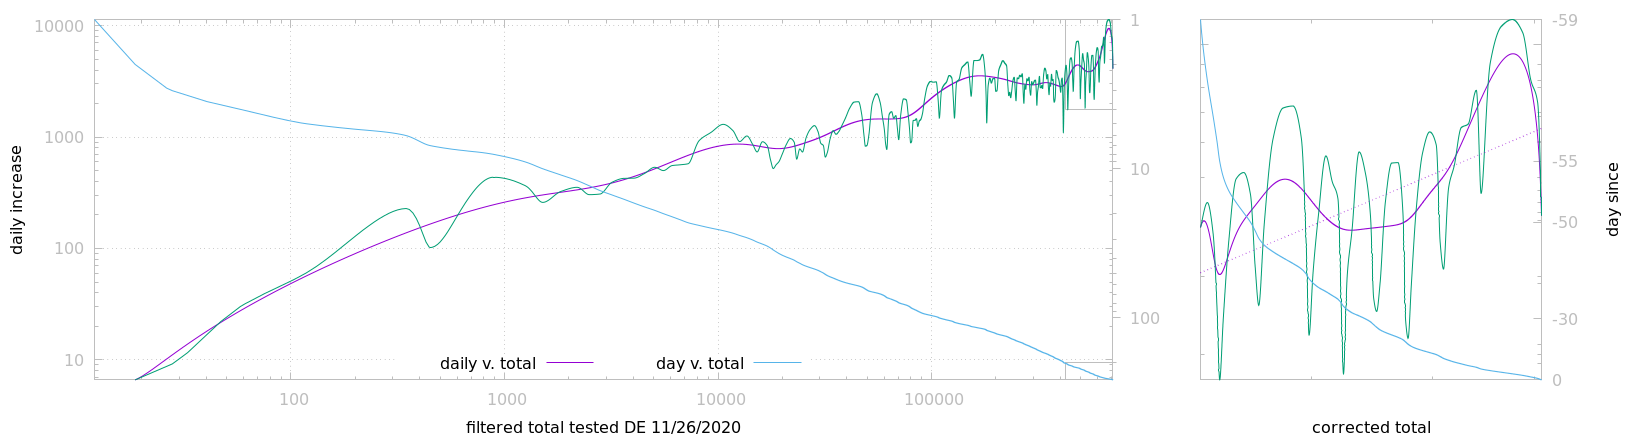 10000
1000
100
10
daily increase
1
10
100
daily v. total
day v. total
100
1000
10000
100000
filtered total tested DE 11/26/2020
-59
-55
-50
-30
0
day since
corrected total